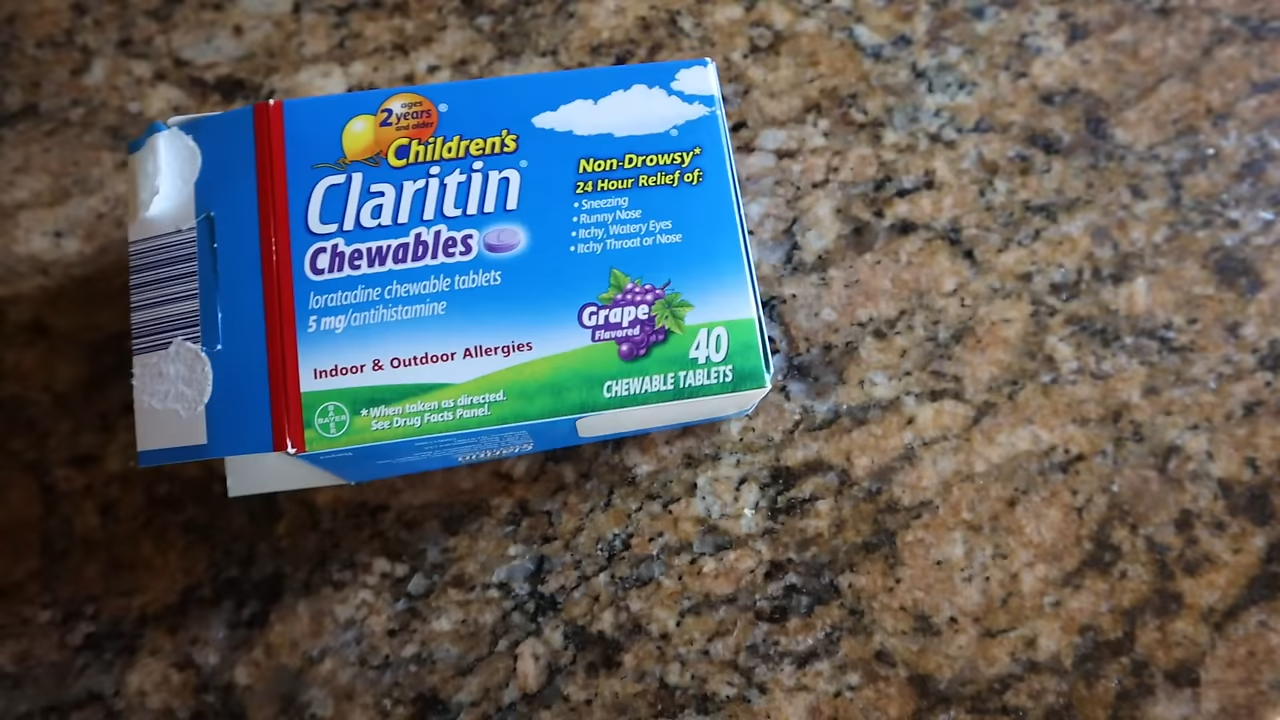 ages
2 years
and older
Children's
Claritin®
Chewables
loratadine chewable tablets
5 mg/antihistamine
Indoor & Outdoor Allergies
BAYER
BAYER
*When taken as directed.
See Drug Facts Panel.
Non-Drowsy*
24 Hour Relief of:
• Sneezing
• Runny Nose
• Itchy, Watery Eyes
• Itchy Throat or Nose
Grape
Flavored
40
CHEWABLE TABLETS
Claritin